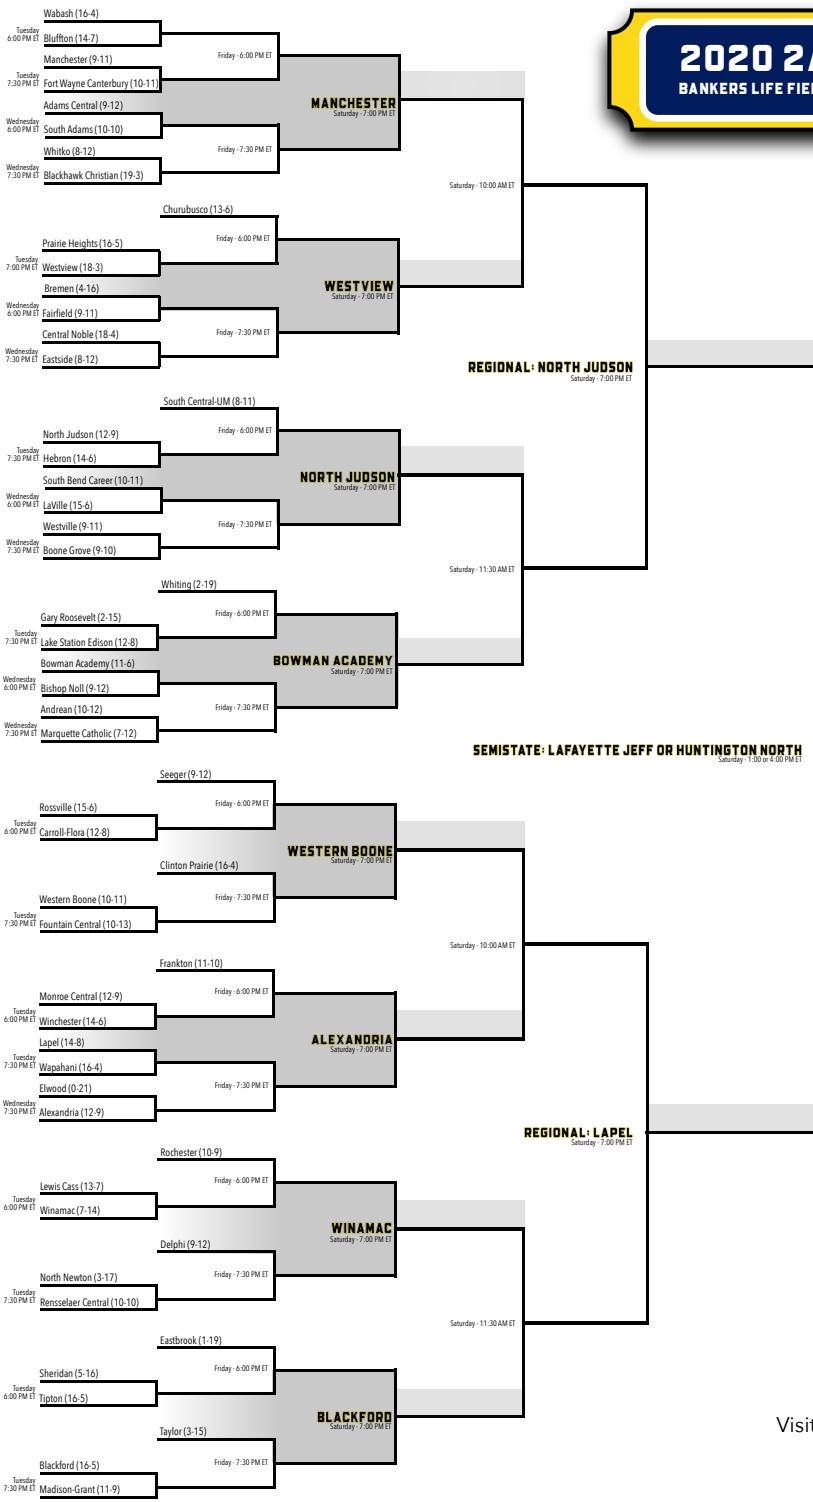 2020 2
BANKERS LIFE FIE
Wabash (16-4)
Tuesday
6:00 PM ET
Bluffton (14-7)
Friday - 6:00 PM ET
Manchester (9-11)
Tuesday
7:30 PM ET
Fort Wayne Canterbury (10-11)
MANCHESTER
Saturday - 7:00 PM ET
Adams Central (9-12)
Wednesday
6:00 PM ET
South Adams (10-10)
Friday - 7:30 PM ET
Whitko (8-12)
Wednesday
7:30 PM ET
Blackhawk Christian (19-3)
Saturday - 10:00 AM ET
Churubusco (13-6)
Friday - 6:00 PM ET
Prairie Heights (16-5)
Tuesday
7:00 PM ET
Westview (18-3)
WESTVIEW
Saturday - 7:00 PM ET
Bremen (4-16)
Wednesday
6:00 PM ET
Fairfield (9-11)
Friday - 7:30 PM ET
Central Noble (18-4)
Wednesday
7:30 PM ET
Eastside (8-12)
REGIONAL: NORTH JUDSON
Saturday - 7:00 PM ET
South Central-UM (8-11)
Friday - 6:00 PM ET
North Judson (12-9)
Tuesday
7:30 PM ET
Hebron (14-6)
NORTH JUDSON
Saturday - 7:00 PM ET
South Bend Career (10-11)
Wednesday
6:00 PM ET
LaVille (15-6)
Friday - 7:30 PM ET
Westville (9-11)
Wednesday
7:30 PM ET
Boone Grove (9-10)
Saturday - 11:30 AM ET
Whiting (2-19)
Friday - 6:00 PM ET
Gary Roosevelt (2-15)
Tuesday
7:30 PM ET
Lake Station Edison (12-8)
BOWMAN ACADEMY
Saturday - 7:00 PM ET
Bowman Academy (11-6)
Wednesday
6:00 PM ET
Bishop Noll (9-12)
Friday - 7:30 PM ET
Andrean (10-12)
Wednesday
7:30 PM ET
Marquette Catholic (7-12)
SEMISTATE: LAFAYETTE JEFF OR HUNTINGTON NORTH
Saturday - 1:00 or 4:00 PM ET
Seeger (9-12)
Friday - 6:00 PM ET
Rossville (15-6)
Tuesday
6:00 PM ET
Carroll-Flora (12-8)
WESTERN BOONE
Saturday - 7:00 PM ET
Clinton Prairie (16-4)
Friday - 7:30 PM ET
Western Boone (10-11)
Tuesday
7:30 PM ET
Fountain Central (10-13)
Saturday - 10:00 AM ET
Frankton (11-10)
Friday - 6:00 PM ET
Monroe Central (12-9)
Tuesday
6:00 PM ET
Winchester (14-6)
ALEXANDRIA
Saturday - 7:00 PM ET
Lapel (14-8)
Tuesday
7:30 PM ET
Wapahani (16-4)
Friday - 7:30 PM ET
Elwood (0-21)
Wednesday
7:30 PM ET
Alexandria (12-9)
REGIONAL: LAPEL
Saturday - 7:00 PM ET
Rochester (10-9)
Friday - 6:00 PM ET
Lewis Cass (13-7)
Tuesday
6:00 PM ET
Winamac (7-14)
WINAMAC
Saturday - 7:00 PM ET
Delphi (9-12)
Friday - 7:30 PM ET
North Newton (3-17)
Tuesday
7:30 PM ET
Rensselaer Central (10-10)
Saturday - 11:30 AM ET
Eastbrook (1-19)
Friday - 6:00 PM ET
Sheridan (5-16)
Tuesday
6:00 PM ET
Tipton (16-5)
BLACKFORD
Saturday - 7:00 PM ET
Taylor (3-15)
Friday - 7:30 PM ET
Blackford (16-5)
Tuesday
7:30 PM ET
Madison-Grant (11-9)
Visit